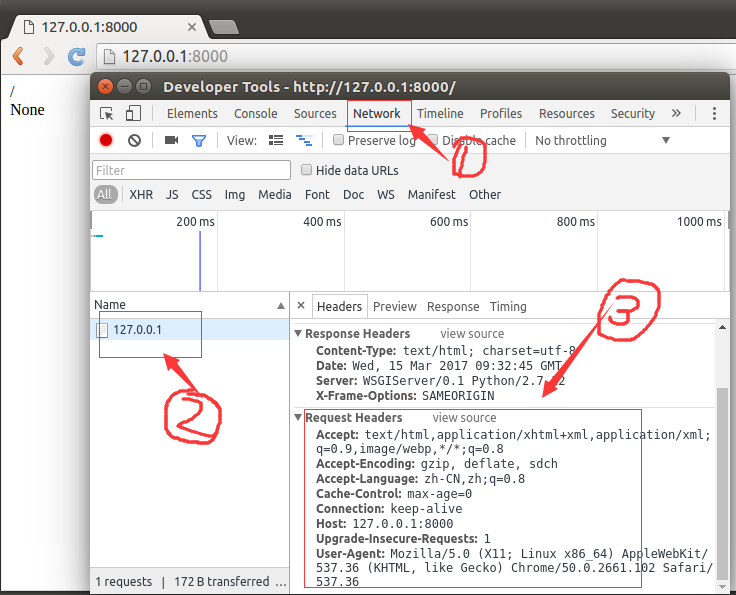 127.0.0.1:8000
127.0.0.1:8000
/
None
Developer Tools - http://127.0.0.1:8000/
Elements Console Sources Network Timeline Profiles Resources Security »
View: Preserve log Disable cache No throttling
Filter Hide data URLs
All XHR JS CSS Img Media Font Doc WS Manifest Other
200 ms 400 ms 600 ms 800 ms 1000 ms
1
Name
127.0.0.1
2
× Headers Preview Response Timing
3
Response Headers view source
Content-Type: text/html; charset=utf-8
Date: Wed, 15 Mar 2017 09:32:45 GMT
Server: WSGIServer/0.1 Python/2.7.12
X-Frame-Options: SAMEORIGIN
Request Headers view source
Accept: text/html,application/xhtml+xml,application/xml;
q=0.9,image/webp,*/*;q=0.8
Accept-Encoding: gzip, deflate, sdch
Accept-Language: zh-CN,zh;q=0.8
Cache-Control: max-age=0
Connection: keep-alive
Host: 127.0.0.1:8000
Upgrade-Insecure-Requests: 1
User-Agent: Mozilla/5.0 (X11; Linux x86_64) AppleWebKit/
537.36 (KHTML, like Gecko) Chrome/50.0.2661.102 Safari/
537.36
1 requests | 172 B transferred ...